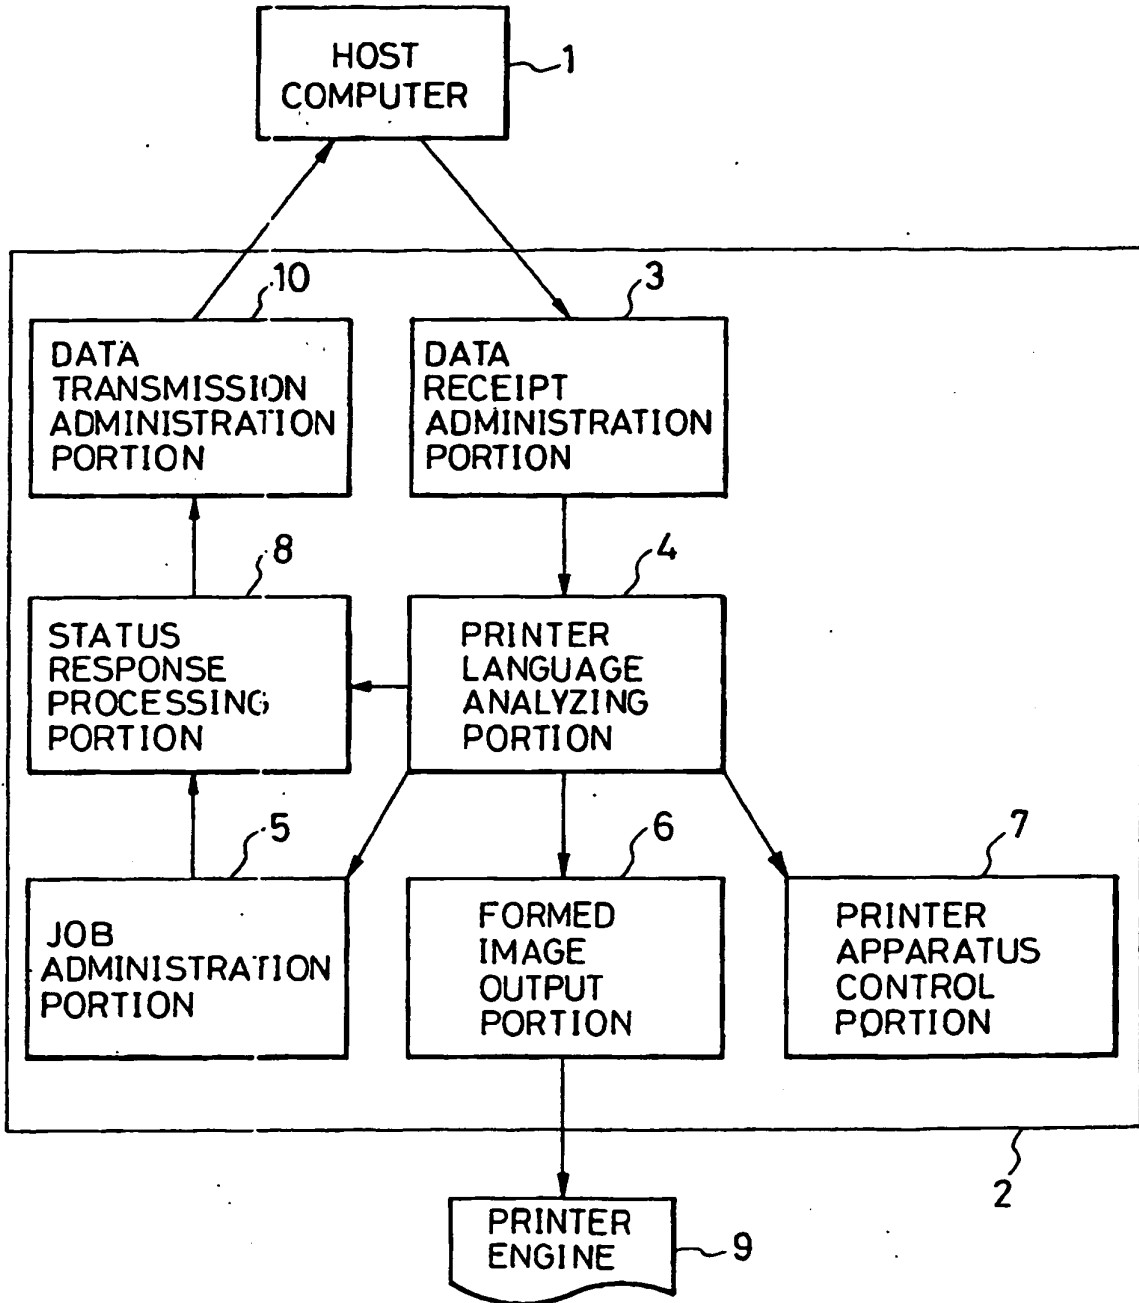 HOST
COMPUTER
1
10
3
DATA
TRANSMISSION
ADMINISTRATION
PORTION
DATA
RECEIPT
ADMINISTRATION
PORTION
8
4
STATUS
RESPONSE
PROCESSING
PORTION
PRINTER
LANGUAGE
ANALYZING
PORTION
5
6
7
JOB
ADMINISTRATION
PORTION
FORMED
IMAGE
OUTPUT
PORTION
PRINTER
APPARATUS
CONTROL
PORTION
2
PRINTER
ENGINE
9